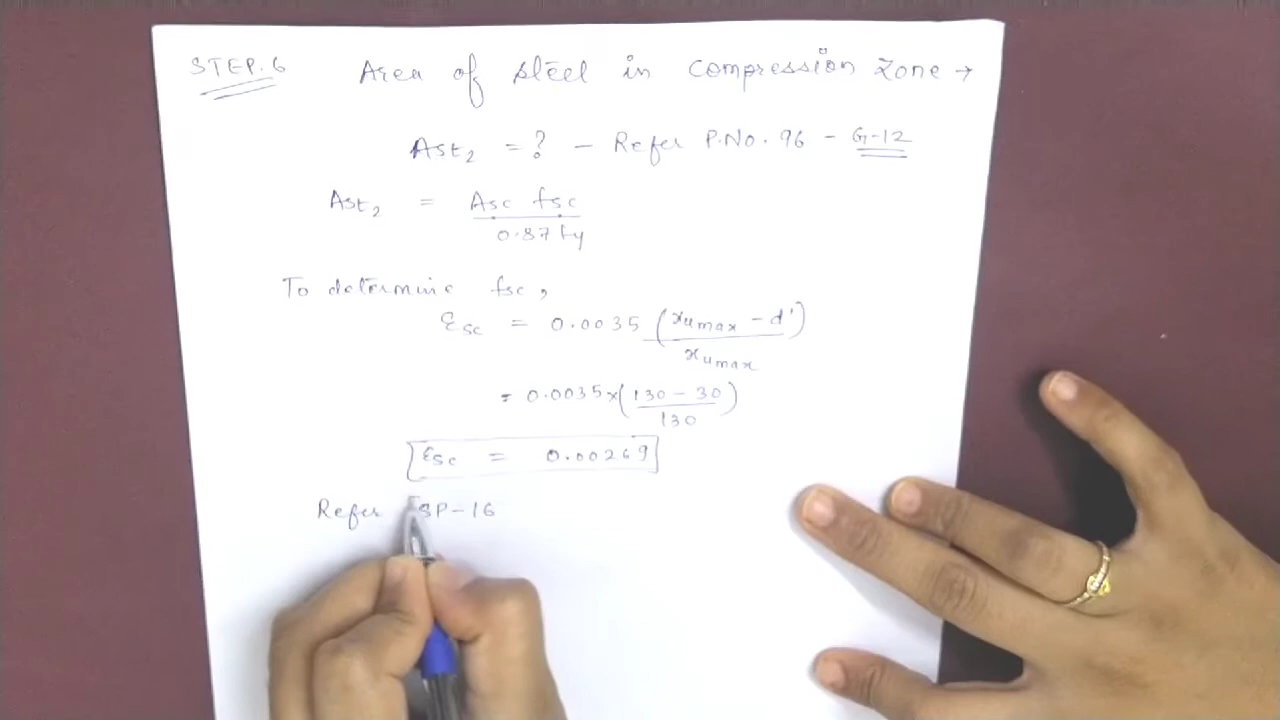 STEP.6 Area of steel in compression zone →
Ast₂ = ? - Refer P.No. 96 - G-12
Ast₂ = Asc fsc / 0.87 fy
To determine fsc,
εsc = 0.0035 (xumax - d') / xumax
= 0.0035 × (130 - 30 / 130)
εsc = 0.00269
Refer SP-16